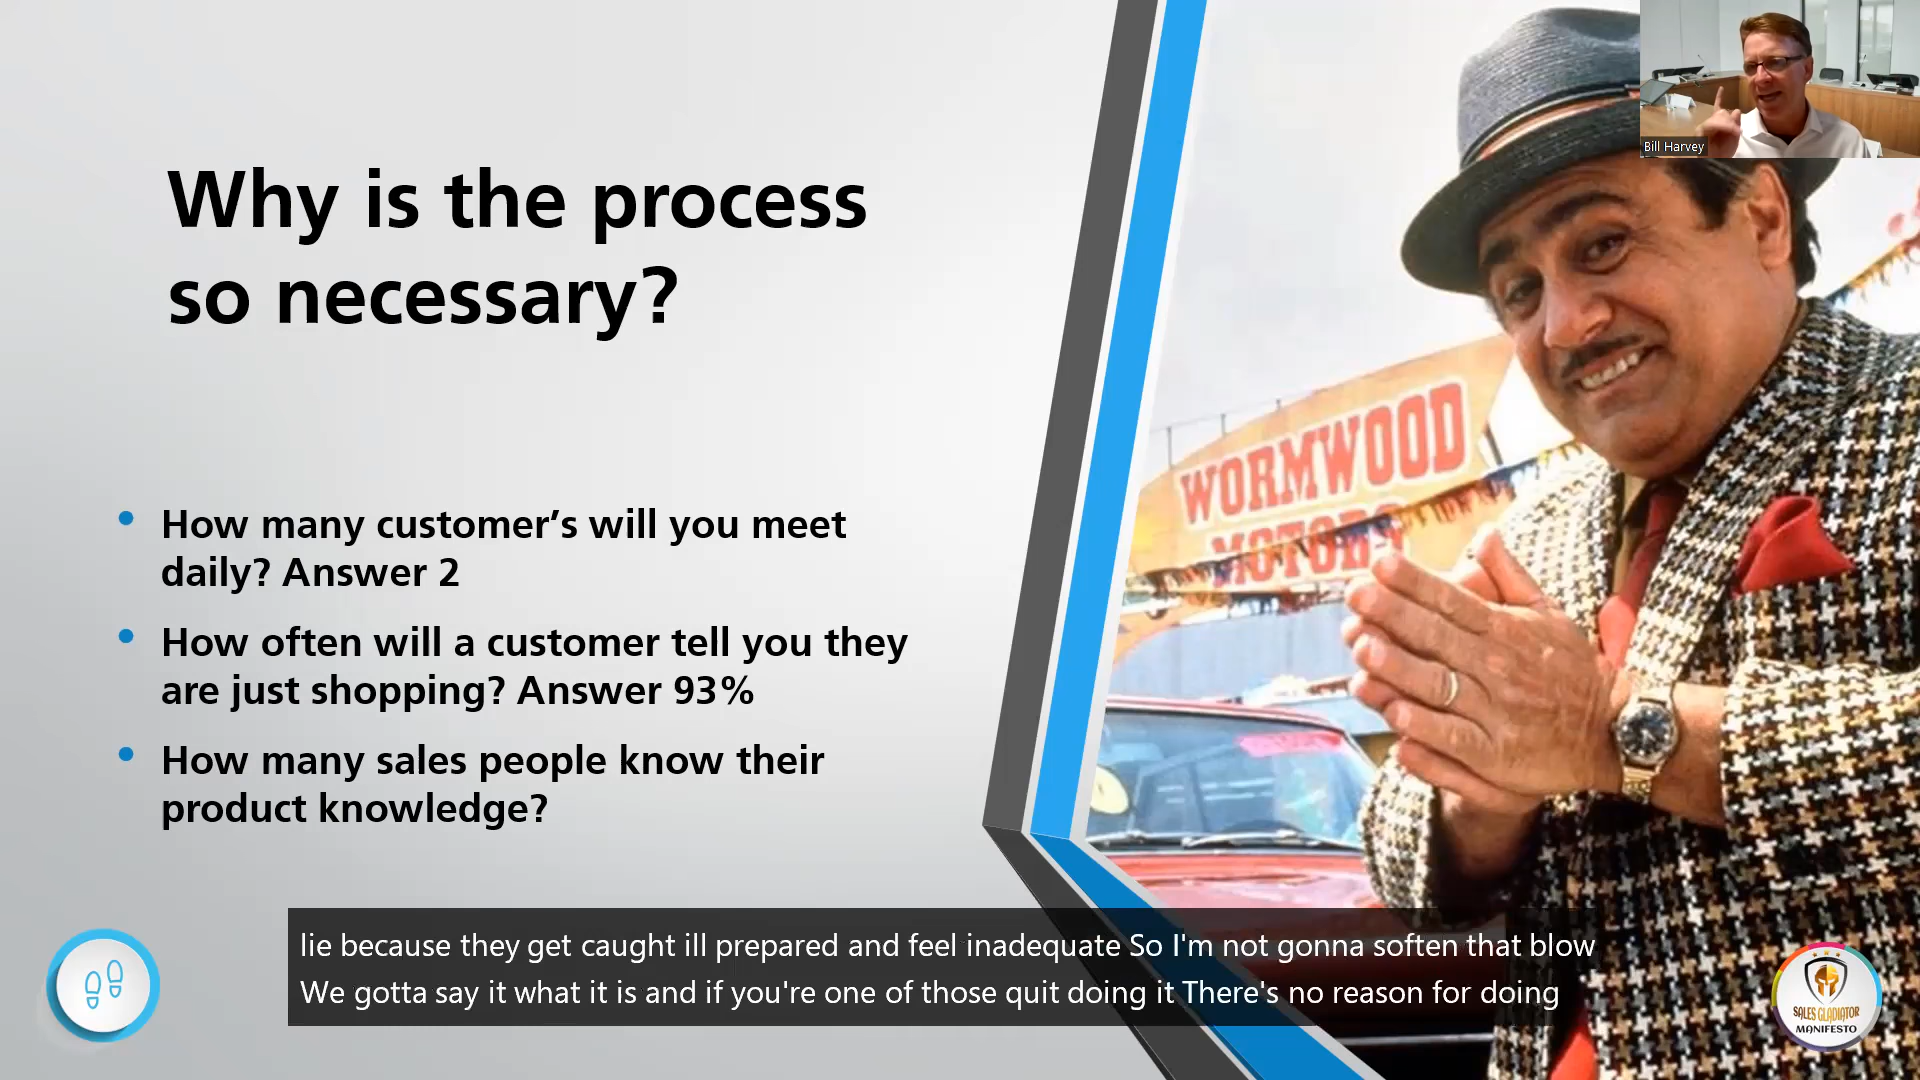 Why is the process
so necessary?
• How many customer’s will you meet
daily? Answer 2
• How often will a customer tell you they
are just shopping? Answer 93%
• How many sales people know their
product knowledge?
Bill Harvey
WORMWOOD
MOTORS
lie because they get caught ill prepared and feel inadequate So I'm not gonna soften that blow
We gotta say it what it is and if you're one of those quit doing it There's no reason for doing
SALES GLADIATOR
MANIFESTO